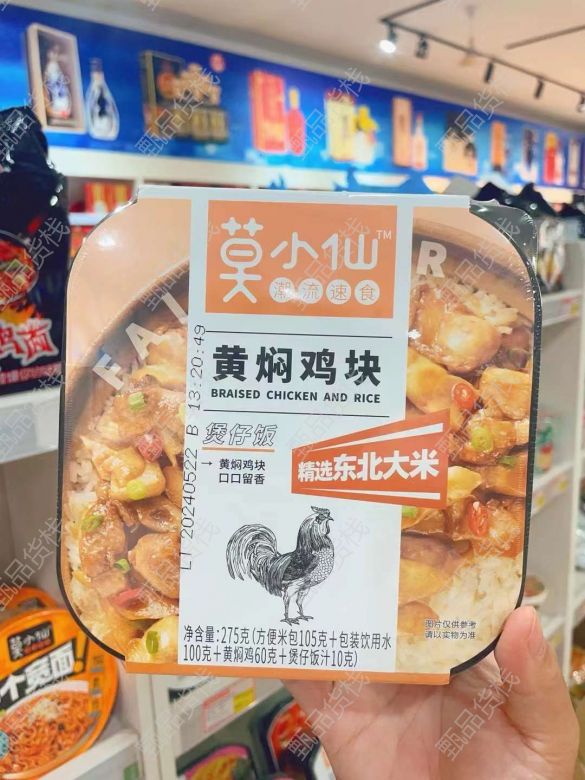 莫小仙™
潮流速食
FAI
R
黄焖鸡块
BRAISED CHICKEN AND RICE
煲仔饭
→ 黄焖鸡块
口口留香
精选东北大米
LT 20240522 B 13:20:49
图片仅供参考
请以实物为准
净含量:275克(方便米包105克+包装饮用水
100克+黄焖鸡60克+煲仔饭汁10克)
莫小仙
个宽面
甄品货栈